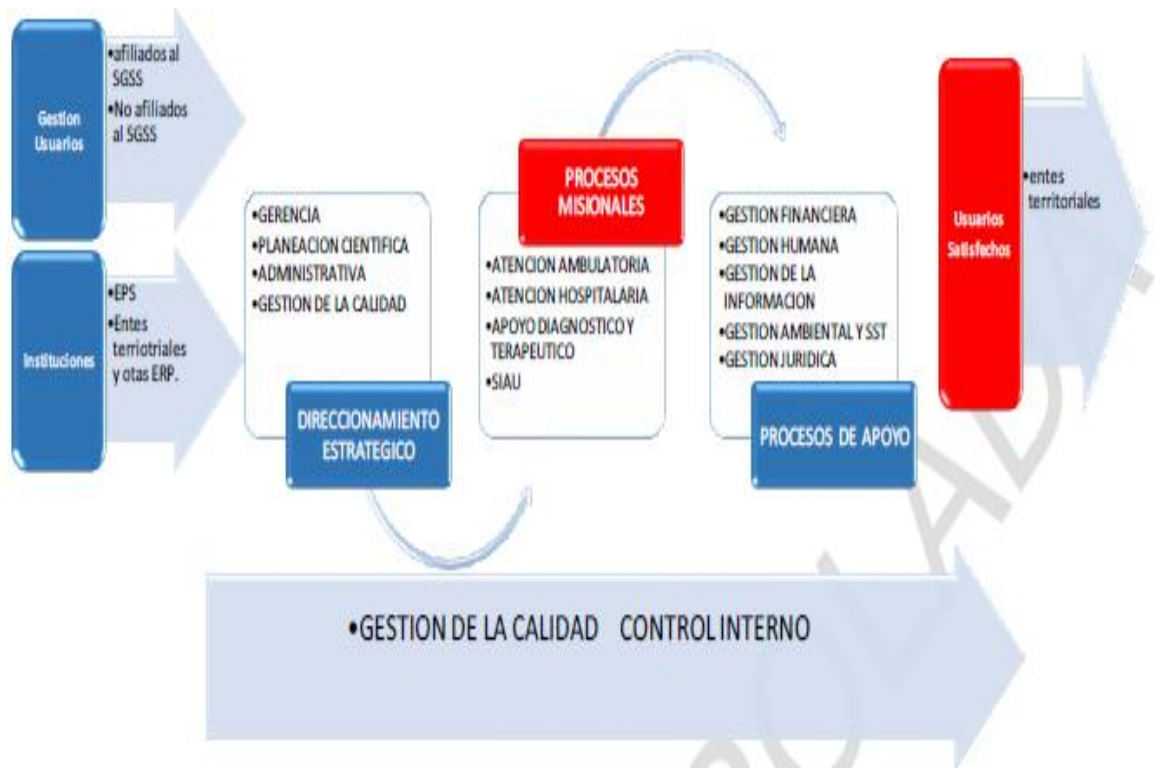 Gestion
Usuarios
•afiliados al
SGSS
•No afiliados
al SGSS
Instituciones
•EPS
•Entes
terriotriales
y otas ERP.
•GERENCIA
•PLANEACION CIENTIFICA
•ADMINISTRATIVA
•GESTION DE LA CALIDAD
DIRECCIONAMIENTO
ESTRATEGICO
PROCESOS
MISIONALES
•ATENCION AMBULATORIA
•ATENCION HOSPITALARIA
•APOYO DIAGNOSTICO Y
TERAPEUTICO
•SIAU
•GESTION FINANCIERA
•GESTION HUMANA
•GESTION DE LA
INFORMACION
•GESTION AMBIENTAL Y SST
•GESTION JURIDICA
PROCESOS DE APOYO
Usuarios
Satisfechos
•entes
territoriales
•GESTION DE LA CALIDAD CONTROL INTERNO